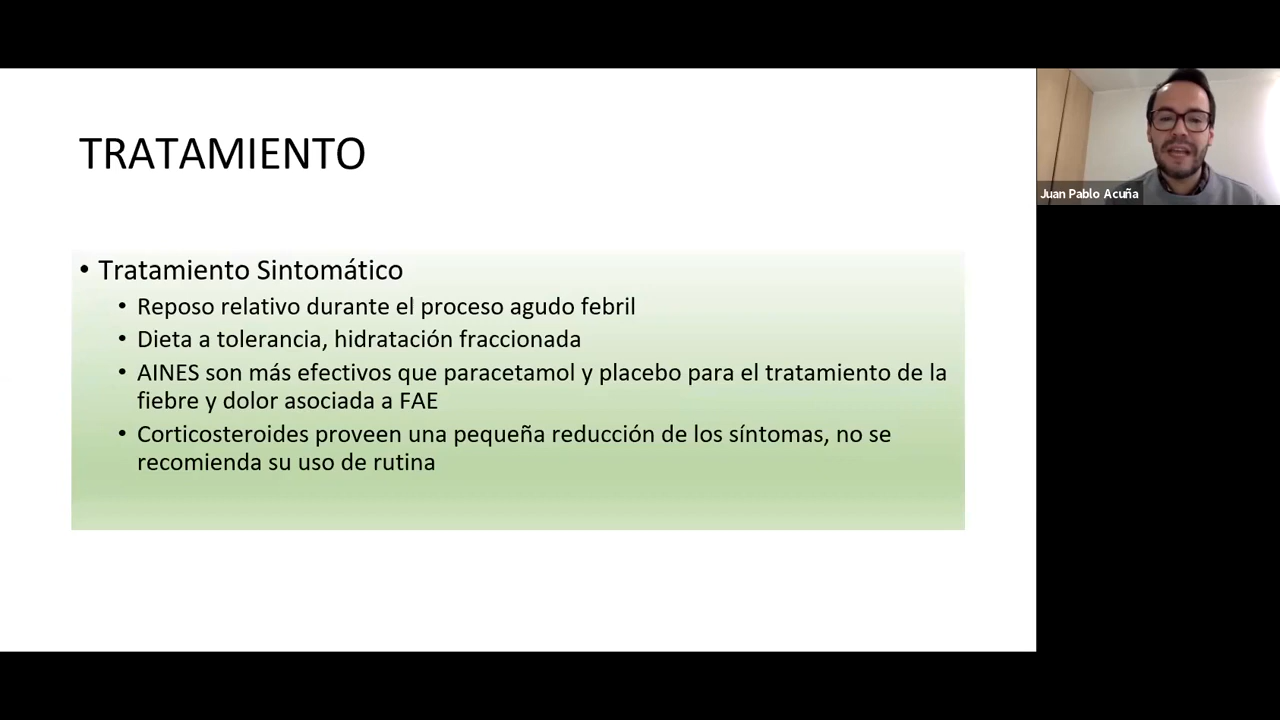 TRATAMIENTO
• Tratamiento Sintomático
• Reposo relativo durante el proceso agudo febril
• Dieta a tolerancia, hidratación fraccionada
• AINES son más efectivos que paracetamol y placebo para el tratamiento de la
fiebre y dolor asociada a FAE
• Corticosteroides proveen una pequeña reducción de los síntomas, no se
recomienda su uso de rutina
Juan Pablo Acuña